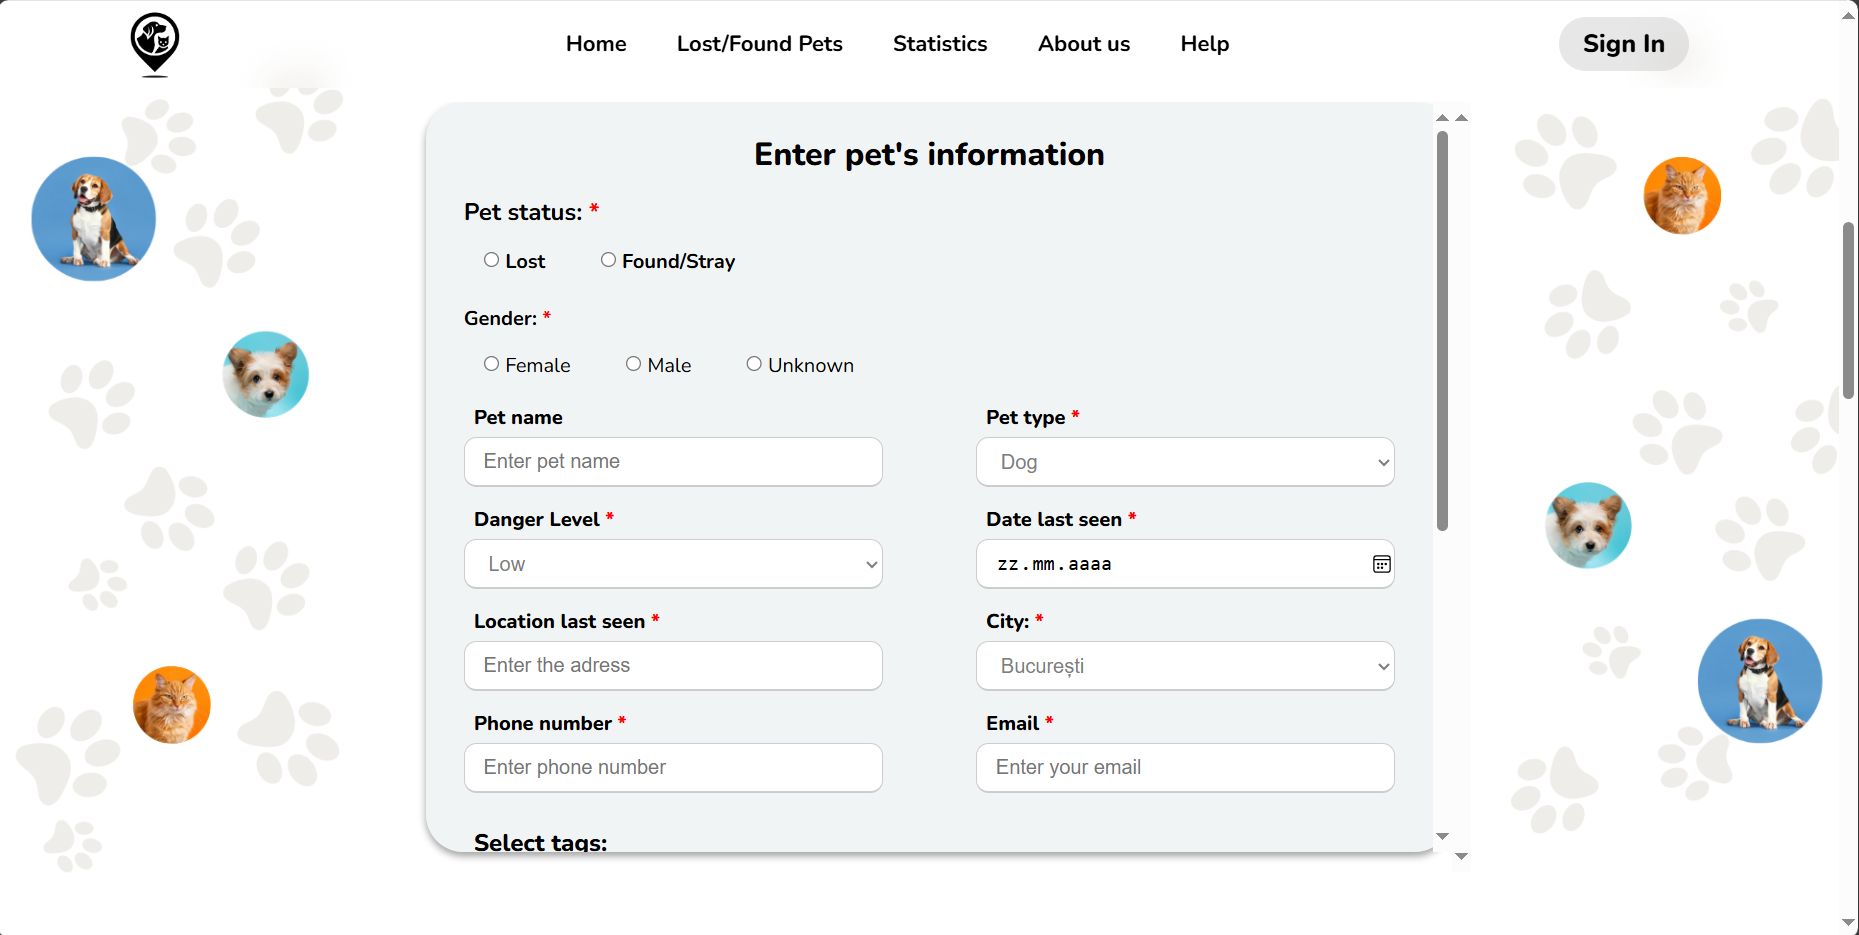 Home Lost/Found Pets Statistics About us Help Sign In
Enter pet's information
Pet status: *
Lost Found/Stray
Gender: *
Female Male Unknown
Pet name Pet type *
Enter pet name Dog
Danger Level * Date last seen *
Low zz.mm.aaaa
Location last seen * City: *
Enter the adress București
Phone number * Email *
Enter phone number Enter your email
Select tags: